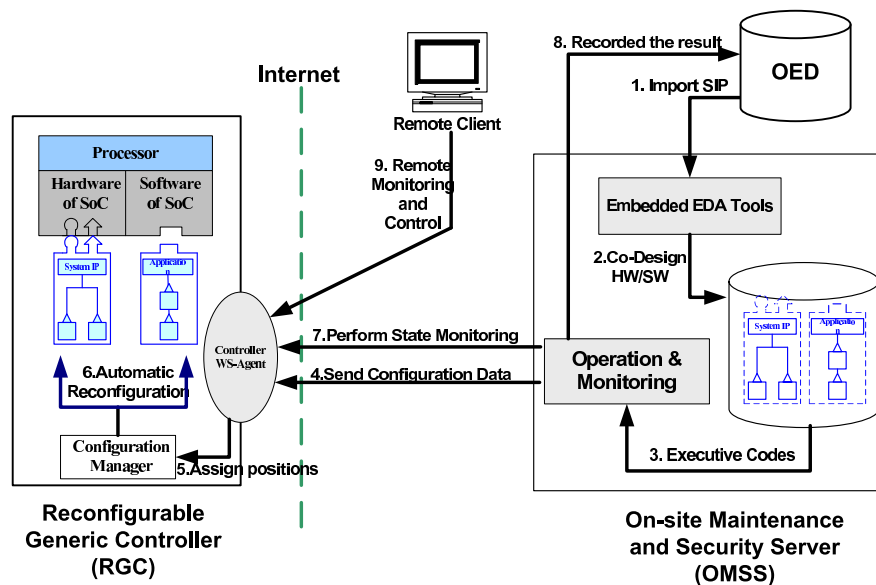 8. Recorded the result
OED
Internet
1. Import SIP
Remote Client
Processor
Hardware
of SoC
Software
of SoC
9. Remote
Monitoring
and
Control
Embedded EDA Tools
System IP
Applicatio
n
2.Co-Design
HW/SW
System IP
Applicatio
n
7.Perform State Monitoring
Controller
WS-Agent
Operation &
Monitoring
4.Send Configuration Data
6.Automatic
Reconfiguration
Configuration
Manager
5.Assign positions
3. Executive Codes
Reconfigurable
Generic Controller
(RGC)
On-site Maintenance
and Security Server
(OMSS)